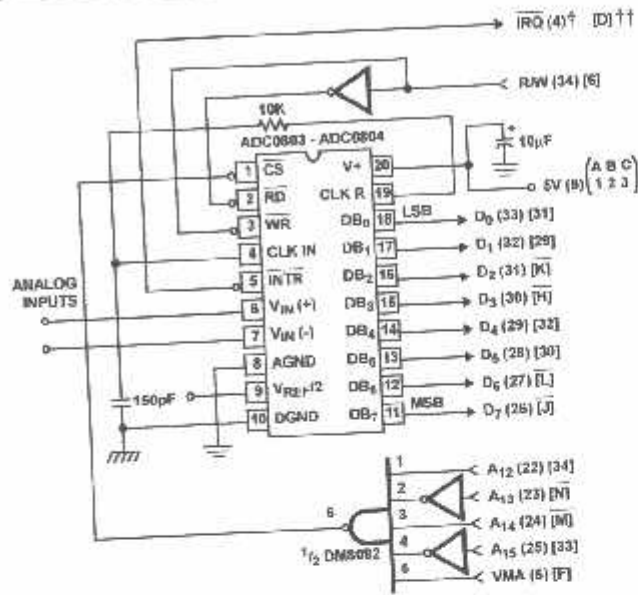 IRQ (4)† [D]††
R/W (34) [6]
10K
ADC0803 - ADC0804
10µF
1 CS V+ 20
5V (8) (A B C
1 2 3)
2 RD CLK R 19
3 WR DB0 18 LSB D0 (33) [31]
4 CLK IN DB1 17 D1 (32) [29]
5 INTR DB2 16 D2 (31) [K]
ANALOG
INPUTS
6 VIN (+) DB3 15 D3 (30) [H]
7 VIN (-) DB4 14 D4 (29) [32]
8 AGND DB5 13 D5 (28) [30]
150pF
9 VREF/2 DB6 12 D6 (27) [L]
10 DGND DB7 11 MSB D7 (26) [J]
1 A12 (22) [34]
2 A13 (23) [N]
6 3 A14 (24) [M]
4 A15 (25) [33]
1/2 DM8092
5 VMA (5) [F]